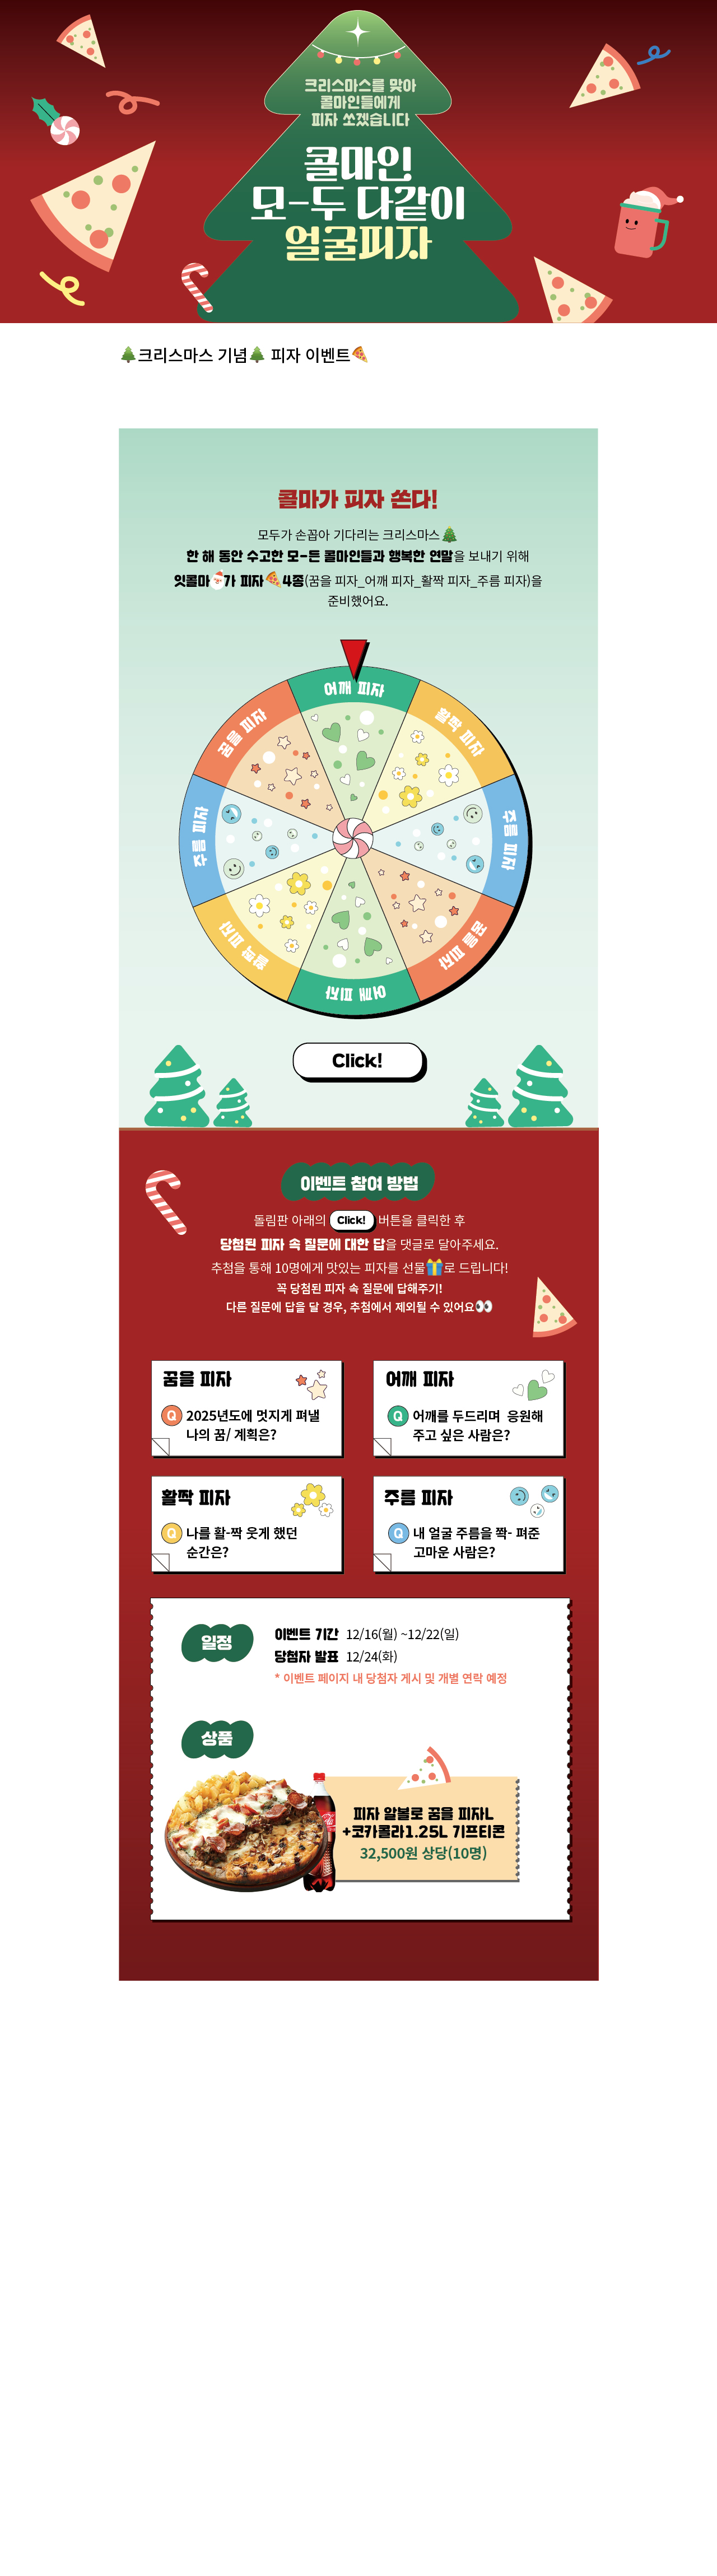 크리스마스를 맞아
콜마인들에게
피자 쏘겠습니다
콜마인
모-두 다같이
얼굴피자
🌲크리스마스 기념🌲 피자 이벤트🍕
콜마가 피자 쏜다!
모두가 손꼽아 기다리는 크리스마스🎄
한 해 동안 수고한 모-든 콜마인들과 행복한 연말을 보내기 위해
잇콜마🎅가 피자🍕4종(꿈을 피자_어깨 피자_활짝 피자_주름 피자)을
준비했어요.
어깨 피자
활짝 피자
주름 피자
꿈을 피자
어깨 피자
활짝 피자
주름 피자
꿈을 피자
Click!
이벤트 참여 방법
돌림판 아래의 Click! 버튼을 클릭한 후
당첨된 피자 속 질문에 대한 답을 댓글로 달아주세요.
추첨을 통해 10명에게 맛있는 피자를 선물🎁로 드립니다!
꼭 당첨된 피자 속 질문에 답해주기!
다른 질문에 답을 달 경우, 추첨에서 제외될 수 있어요👀
꿈을 피자
Q 2025년도에 멋지게 펴낼
나의 꿈/ 계획은?
어깨 피자
Q 어깨를 두드리며 응원해
주고 싶은 사람은?
활짝 피자
Q 나를 활-짝 웃게 했던
순간은?
주름 피자
Q 내 얼굴 주름을 쫙- 펴준
고마운 사람은?
일정
이벤트 기간 12/16(월) ~12/22(일)
당첨자 발표 12/24(화)
* 이벤트 페이지 내 당첨자 게시 및 개별 연락 예정
상품
피자 알볼로 꿈을 피자L
+코카콜라1.25L 기프티콘
32,500원 상당(10명)